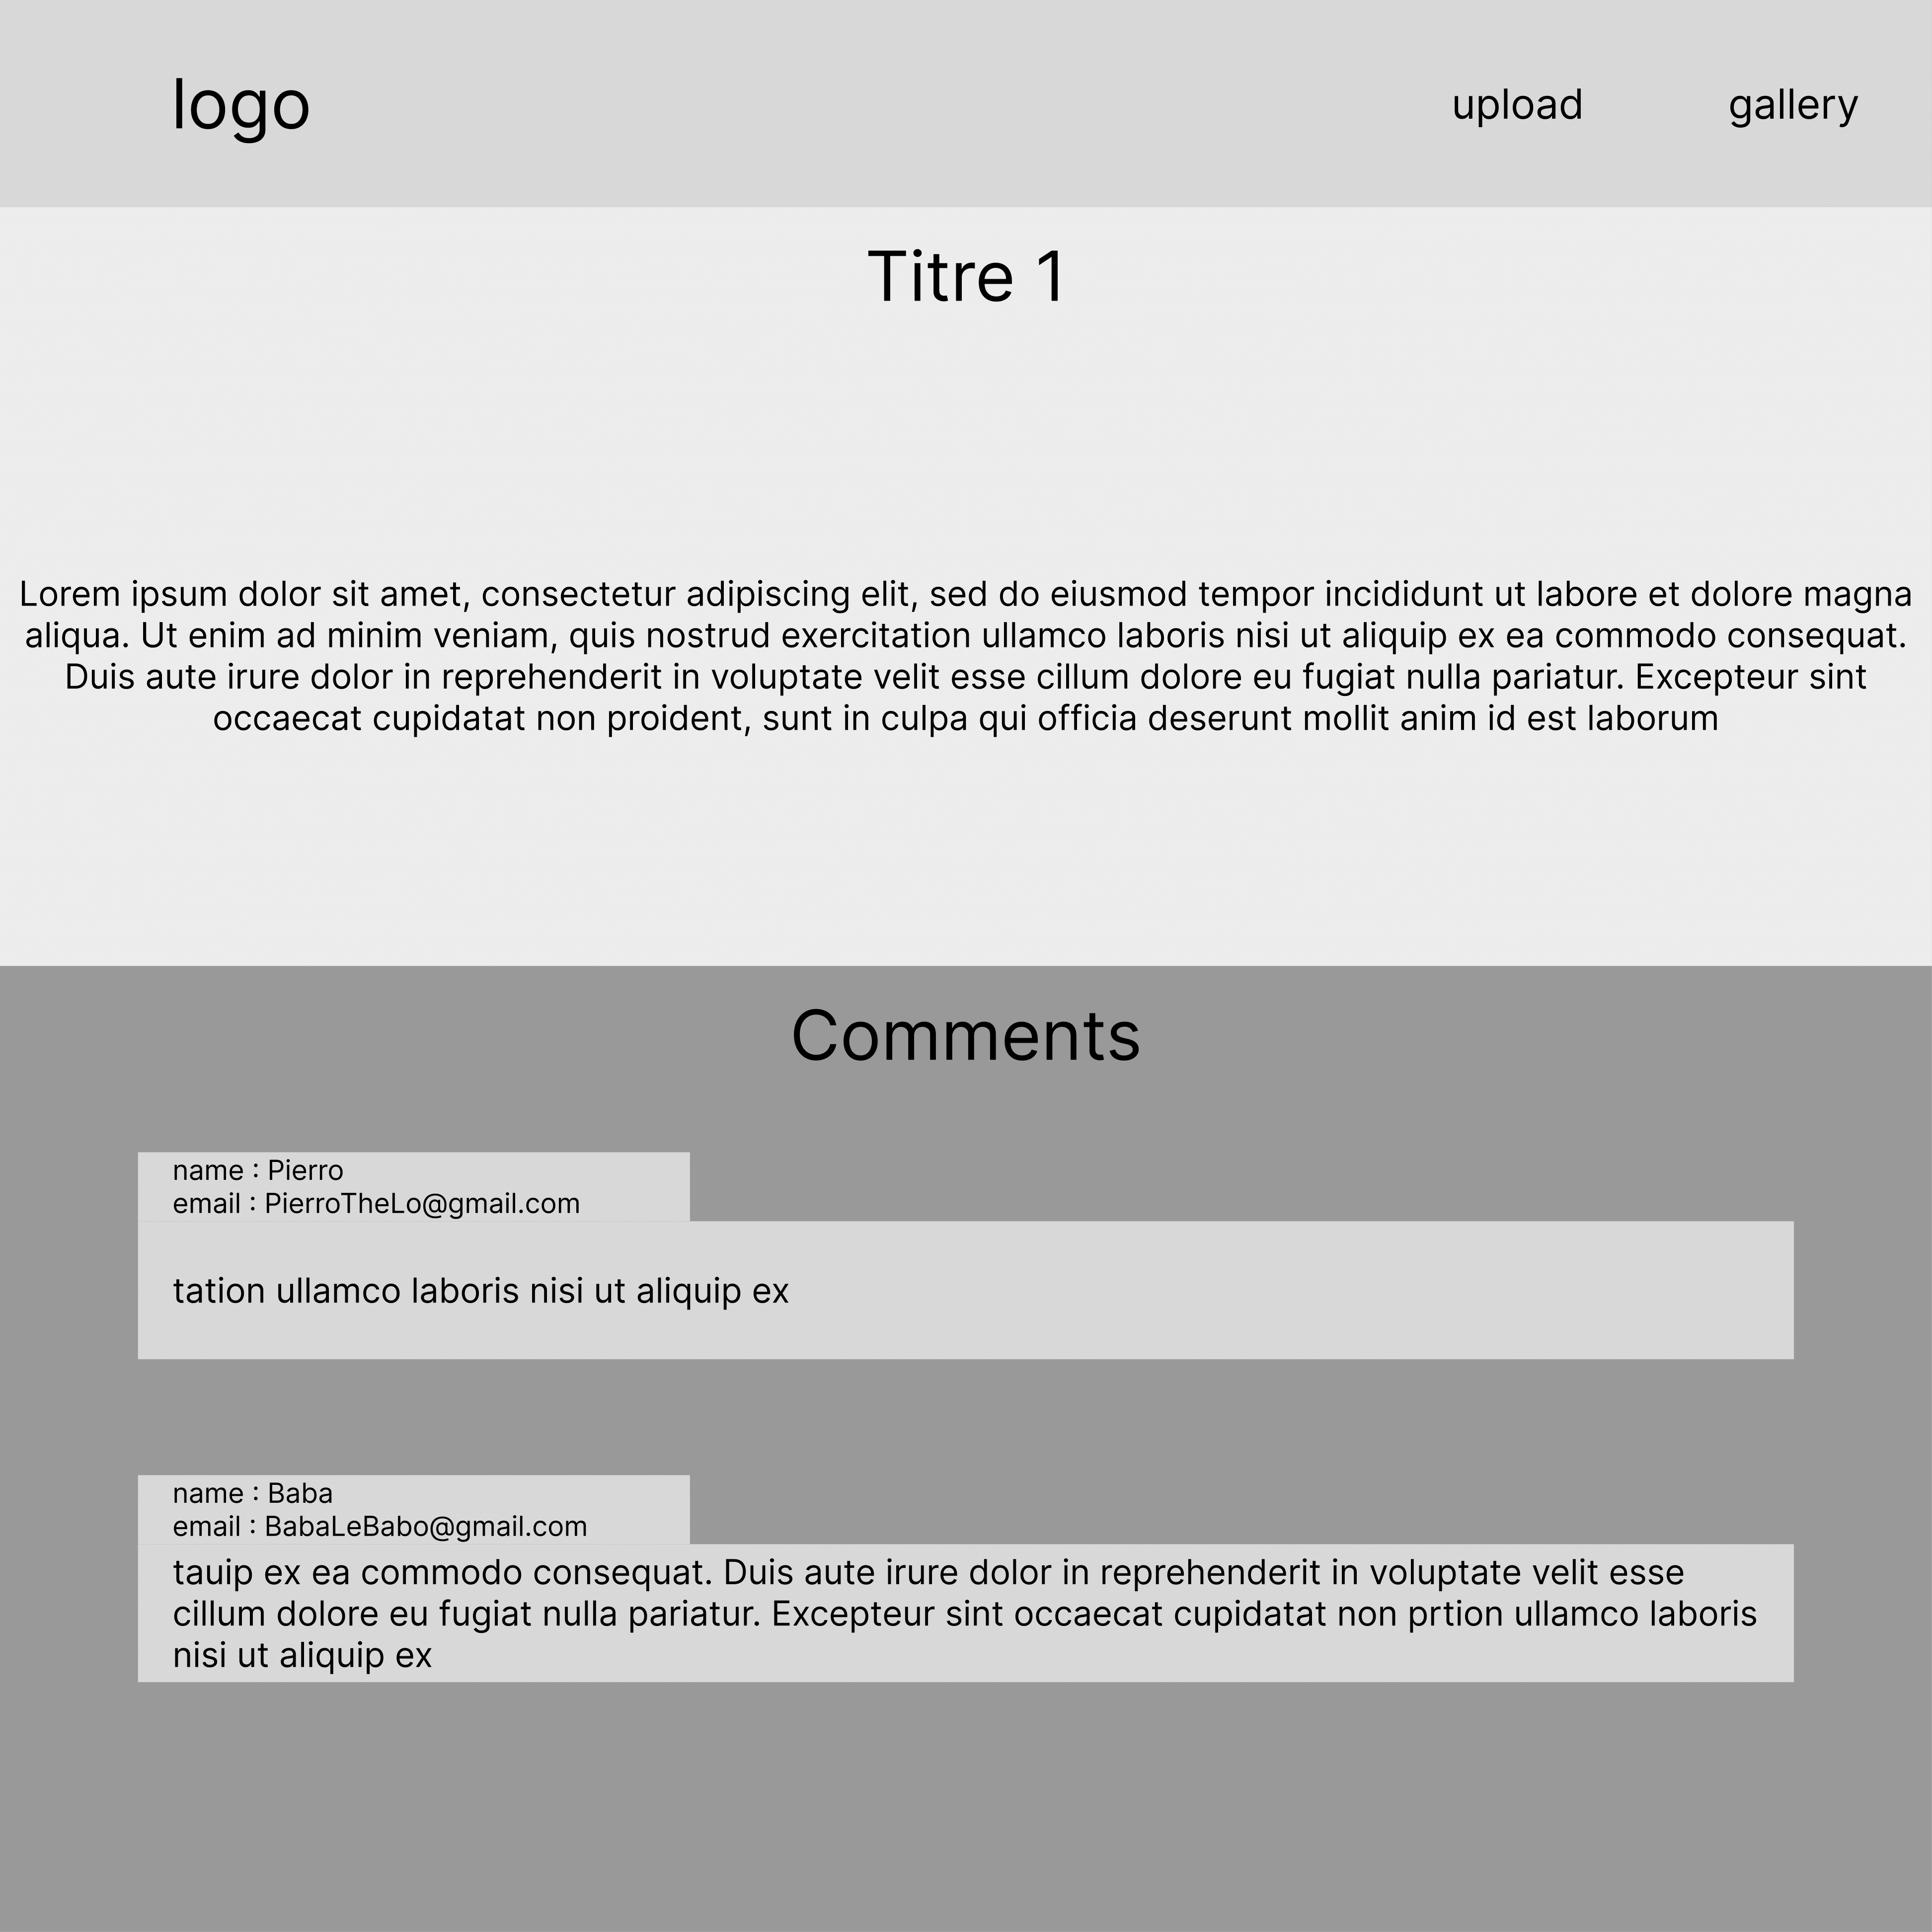 logo
upload
gallery
Titre 1
Lorem ipsum dolor sit amet, consectetur adipiscing elit, sed do eiusmod tempor incididunt ut labore et dolore magna
aliqua. Ut enim ad minim veniam, quis nostrud exercitation ullamco laboris nisi ut aliquip ex ea commodo consequat.
Duis aute irure dolor in reprehenderit in voluptate velit esse cillum dolore eu fugiat nulla pariatur. Excepteur sint
occaecat cupidatat non proident, sunt in culpa qui officia deserunt mollit anim id est laborum
Comments
name : Pierro
email : PierroTheLo@gmail.com
tation ullamco laboris nisi ut aliquip ex
name : Baba
email : BabaLeBabo@gmail.com
tauip ex ea commodo consequat. Duis aute irure dolor in reprehenderit in voluptate velit esse
cillum dolore eu fugiat nulla pariatur. Excepteur sint occaecat cupidatat non prtion ullamco laboris
nisi ut aliquip ex